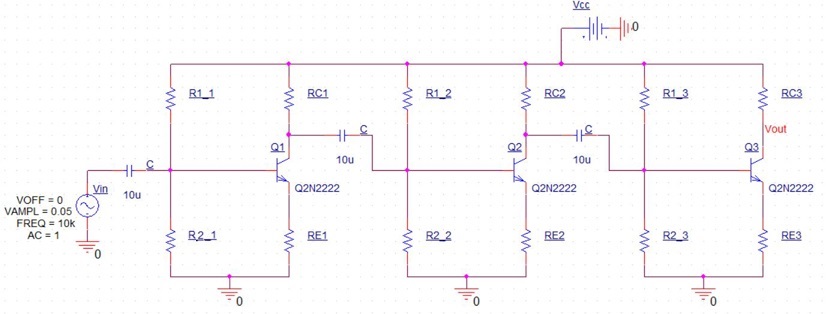 Vcc
0
R1_1
RC1
R1_2
RC2
R1_3
RC3
Vout
C
10u
Q1
Q2N2222
C
10u
Q2
Q2N2222
C
10u
Q3
Q2N2222
Vin
VOFF = 0
VAMPL = 0.05
FREQ = 10k
AC = 1
0
R2_1
RE1
R2_2
RE2
R2_3
RE3
0
0
0